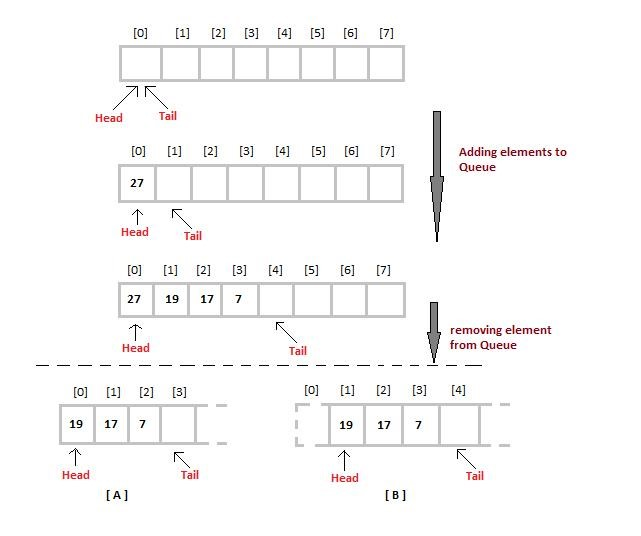 [0] [1] [2] [3] [4] [5] [6] [7]
Head Tail
[0] [1] [2] [3] [4] [5] [6] [7]
Adding elements to
Queue
27
Head Tail
[0] [1] [2] [3] [4] [5] [6] [7]
27 19 17 7
removing element
from Queue
Head Tail
[0] [1] [2] [3]
19 17 7
Head Tail
[ A ]
[0] [1] [2] [3] [4]
19 17 7
Head Tail
[ B ]